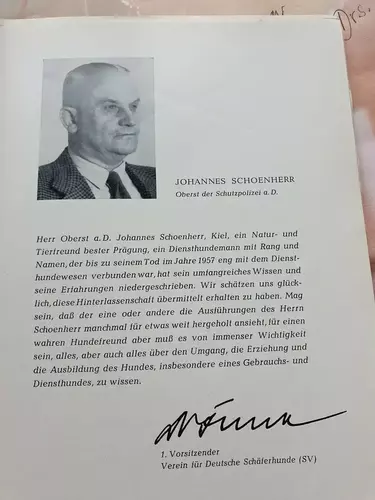 Drs.
JOHANNES SCHOENHERR
Oberst der Schutzpolizei a. D.
Herr Oberst a. D. Johannes Schoenherr, Kiel, ein Natur- und
Tierfreund bester Prägung, ein Diensthundemann mit Rang und
Namen, der bis zu seinem Tod im Jahre 1957 eng mit dem Dienst-
hundewesen verbunden war, hat sein umfangreiches Wissen und
seine Erfahrungen niedergeschrieben. Wir schätzen uns glück-
lich, diese Hinterlassenschaft übermittelt erhalten zu haben. Mag
sein, daß der eine oder andere die Ausführungen des Herrn
Schoenherr manchmal für etwas weit hergeholt ansieht, für einen
wahren Hundefreund aber muß es von immenser Wichtigkeit
sein, alles, aber auch alles über den Umgang, die Erziehung und
die Ausbildung des Hundes, insbesondere eines Gebrauchs- und
Diensthundes, zu wissen.
1. Vorsitzender
Verein für Deutsche Schäferhunde (SV)